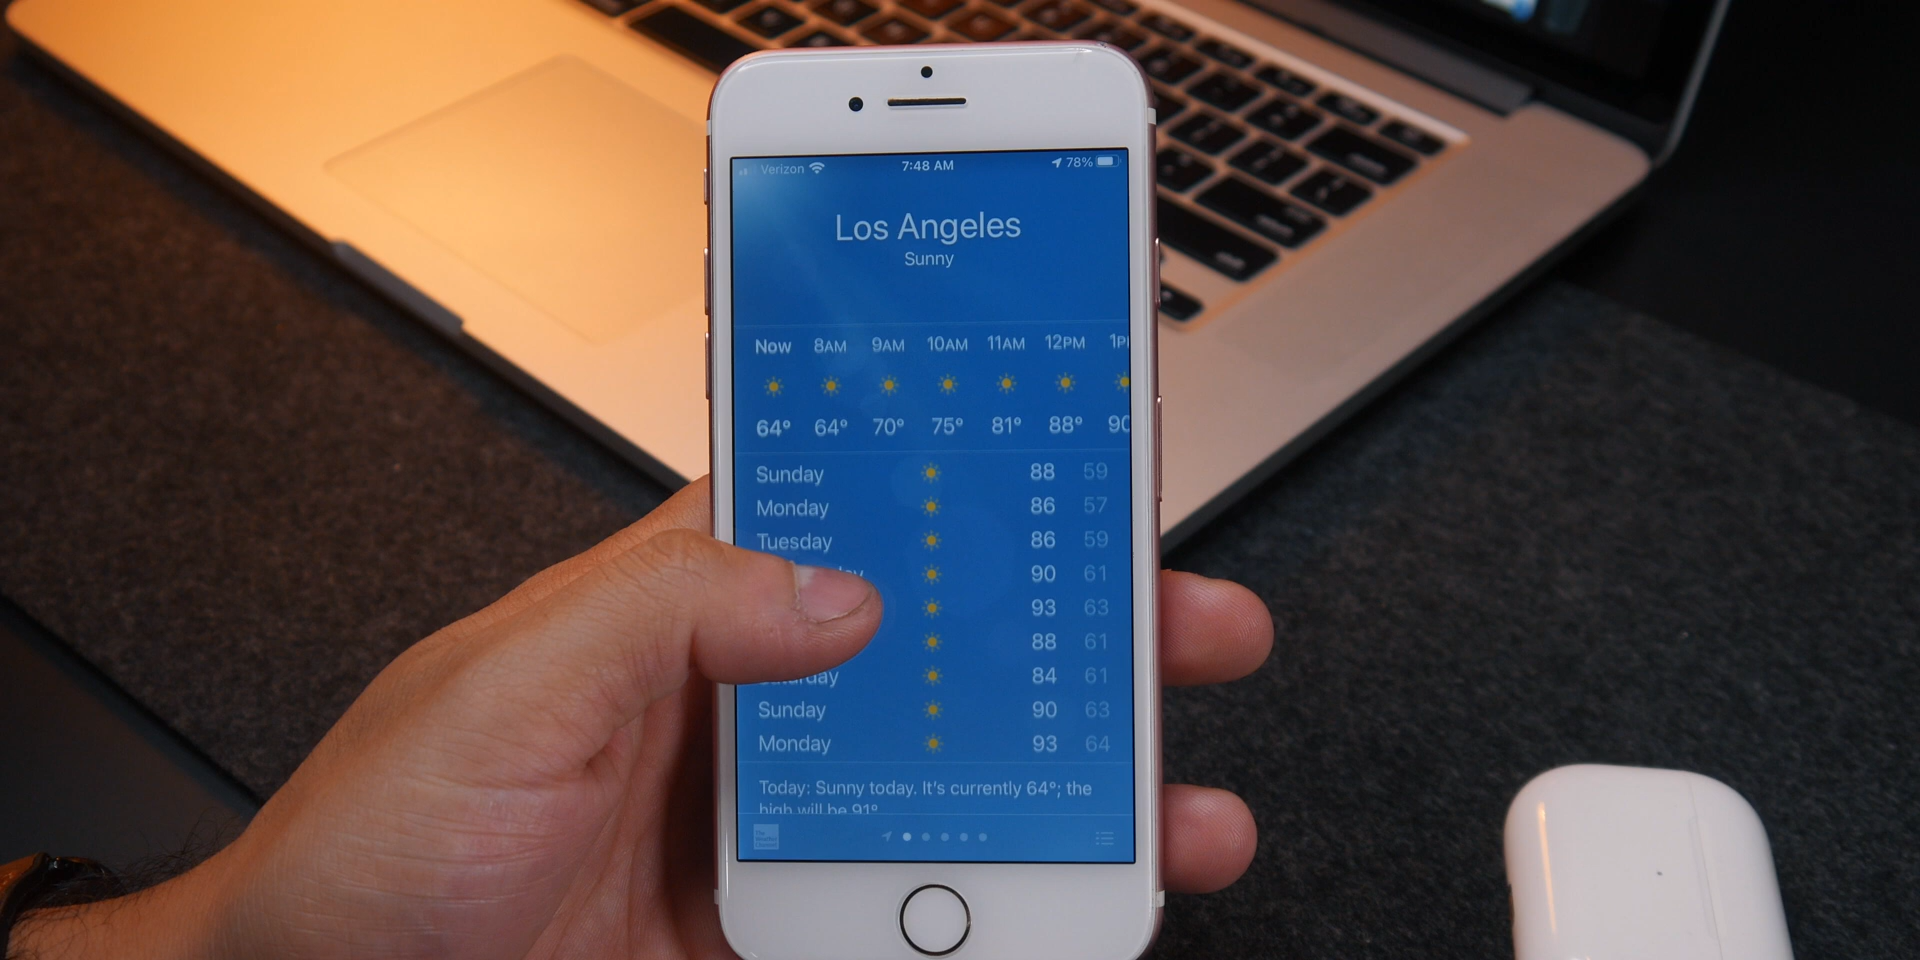 Verizon 7:48 AM 78%
Los Angeles
Sunny
Now 8AM 9AM 10AM 11AM 12PM
64° 64° 70° 75° 81° 88° 90
Sunday 88 59
Monday 86 57
Tuesday 86 59
90 61
93 63
88 61
Saturday 84 61
Sunday 90 63
Monday 93 64
Today: Sunny today. It's currently 64°; the
high will be 91°